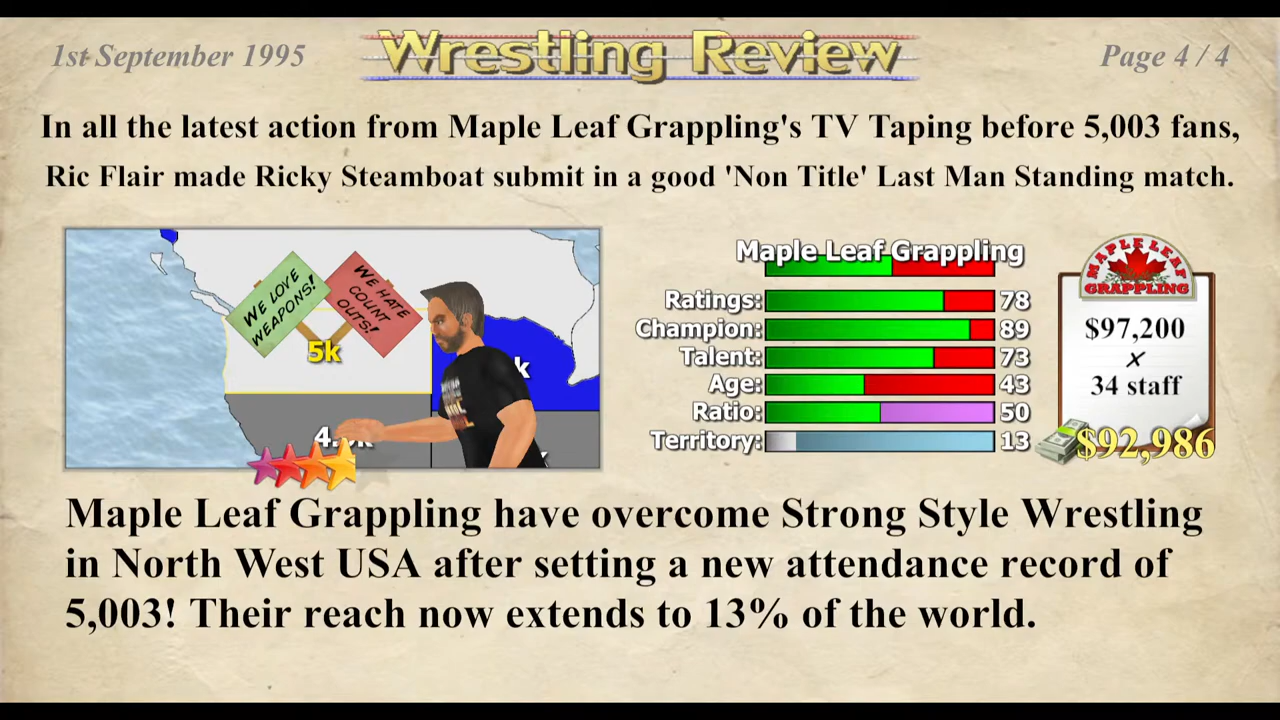 1st September 1995
Wrestling Review
Page 4 / 4
In all the latest action from Maple Leaf Grappling's TV Taping before 5,003 fans,
Ric Flair made Ricky Steamboat submit in a good 'Non Title' Last Man Standing match.
WE LOVE
WEAPONS!
WE HATE
COUNT
OUTS!
5k
Maple Leaf Grappling
Ratings: 78
Champion: 89
Talent: 73
Age: 43
Ratio: 50
Territory: 13
MAPLE LEAF
GRAPPLING
$97,200
x
34 staff
$92,986
Maple Leaf Grappling have overcome Strong Style Wrestling
in North West USA after setting a new attendance record of
5,003! Their reach now extends to 13% of the world.